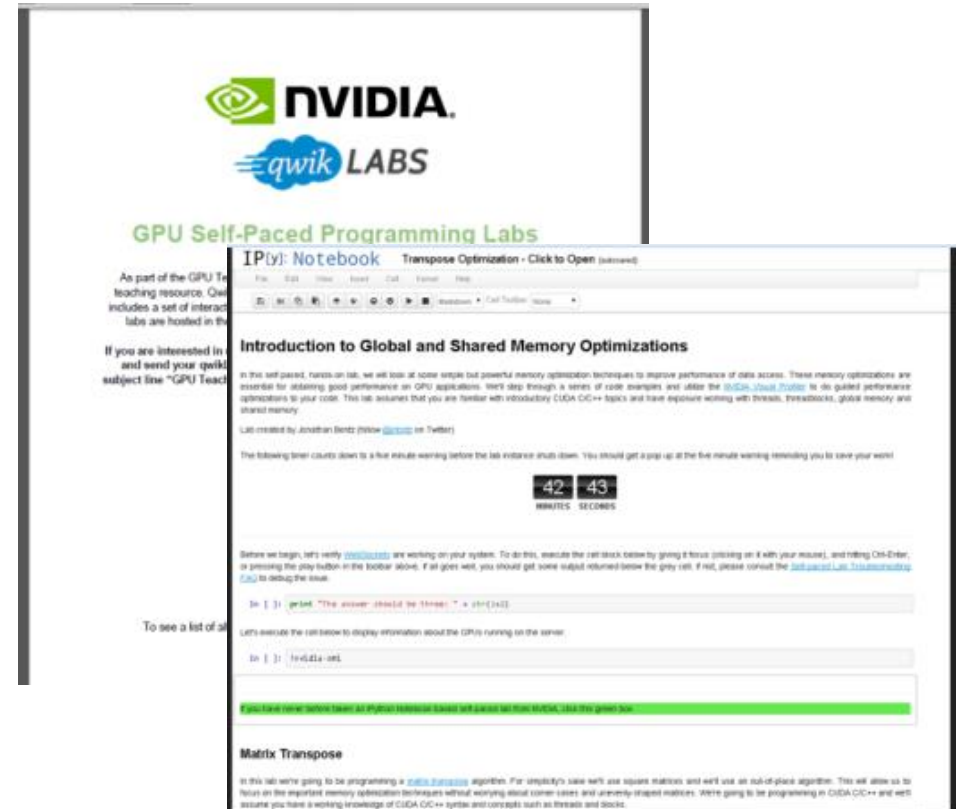 NVIDIA.
qwik LABS
GPU Self-Paced Programming Labs
As part of the GPU Te
teaching resource. Qwi
includes a set of interact
labs are hosted in the
If you are interested in
and send your qwikl
subject line "GPU Teach
To see a list of all
IP[y]: Notebook Transpose Optimization - Click to Open (autosaved)
File Edit View Insert Cell Kernel Help
Markdown Cell Toolbar: None
Introduction to Global and Shared Memory Optimizations
In this self-paced, hands-on lab, we will look at some simple but powerful memory optimization techniques to improve performance of data access. These memory optimizations are
essential for obtaining good performance on GPU applications. We'll step through a series of code examples and utilize the NVIDIA Visual Profiler to do guided performance
optimizations to your code. This lab assumes that you are familiar with introductory CUDA C/C++ topics and have exposure working with threads, threadblocks, global memory and
shared memory.
Lab created by Jonathan Bentz (follow on Twitter)
The following timer counts down to a five minute warning before the lab instance shuts down. You should get a pop up at the five minute warning reminding you to save your work!
42 43
MINUTES SECONDS
Before we begin, let's verify WebSockets are working on your system. To do this, execute the cell block below by giving it focus (clicking on it with your mouse), and hitting Ctrl-Enter,
or pressing the play button in the toolbar above. If all goes well, you should get some output returned below the grey cell. If not, please consult the Self-paced Lab Troubleshooting
FAQ to debug the issue.
In [ ]: print "The answer should be three: " + str(1+2)
Let's execute the cell below to display information about the GPUs running on the server.
In [ ]: !nvidia-smi
If you have never before taken an IPython Notebook based self-paced lab from NVIDIA, click this green box.
Matrix Transpose
In this lab we're going to be programming a matrix transpose algorithm. For simplicity's sake we'll use square matrices and we'll use an out-of-place algorithm. This will allow us to
focus on the important memory optimization techniques without worrying about corner cases and unevenly-shaped matrices. We're going to be programming in CUDA C/C++ and we'll
assume you have a working knowledge of CUDA C/C++ syntax and concepts such as threads and blocks.